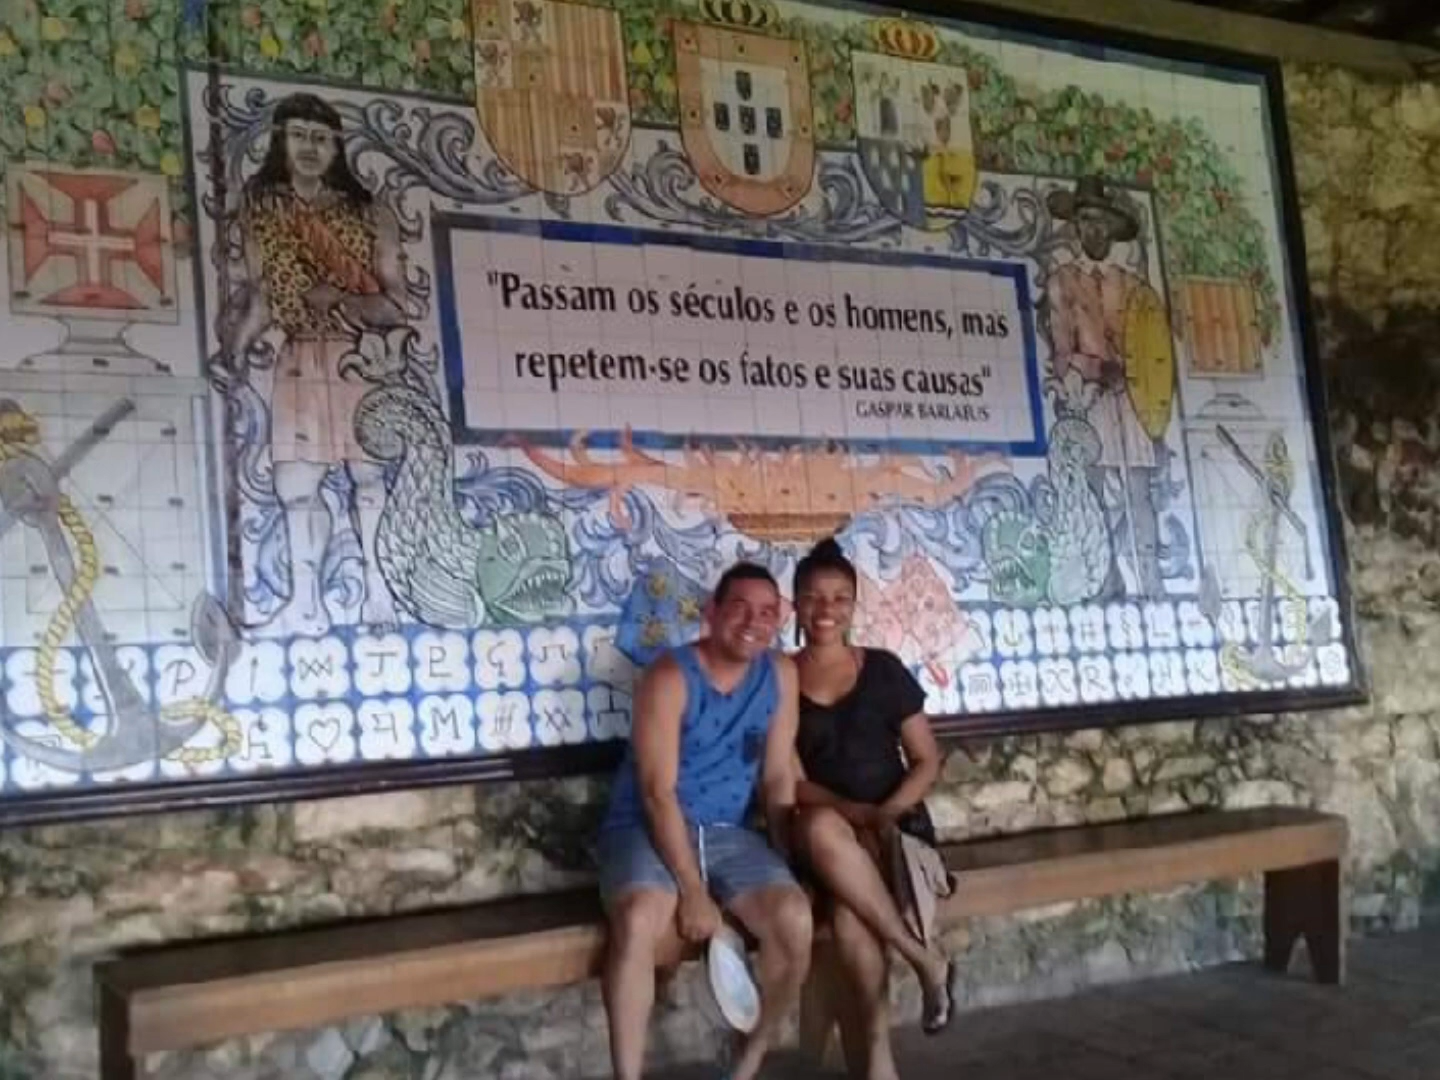 "Passam os séculos e os homens, mas
repetem-se os fatos e suas causas"
GASPAR BARLAEUS